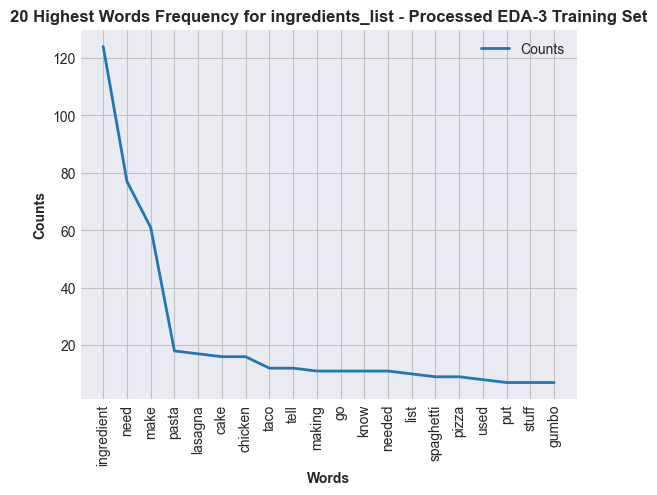 20 Highest Words Frequency for ingredients_list - Processed EDA-3 Training Set
Counts
120
100
80
60
40
20
Counts
ingredient
need
make
pasta
lasagna
cake
chicken
taco
tell
making
go
know
needed
list
spaghetti
pizza
used
put
stuff
gumbo
Words